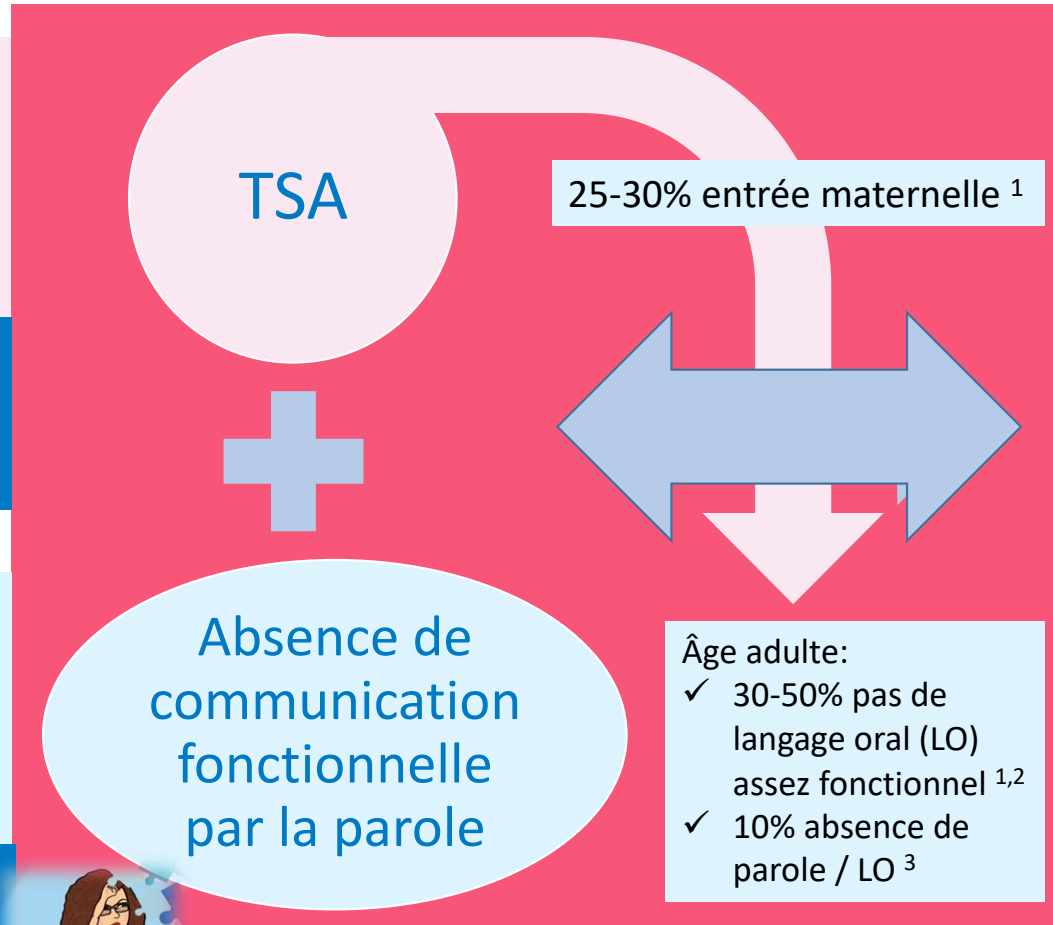 TSA
25-30% entrée maternelle ¹
Absence de
communication
fonctionnelle
par la parole
Âge adulte:
✓ 30-50% pas de
langage oral (LO)
assez fonctionnel ¹,²
✓ 10% absence de
parole / LO ³